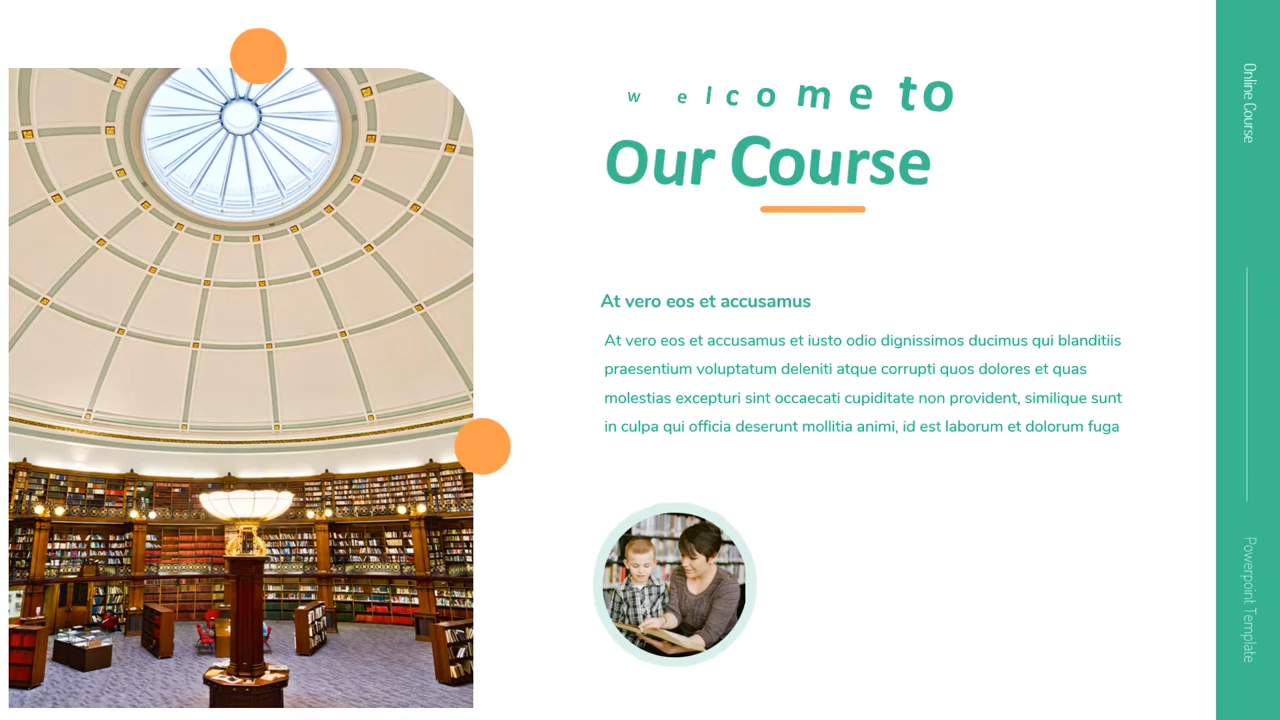 welcome to
Our Course
At vero eos et accusamus
At vero eos et accusamus et iusto odio dignissimos ducimus qui blanditiis
praesentium voluptatum deleniti atque corrupti quos dolores et quas
molestias excepturi sint occaecati cupiditate non provident, similique sunt
in culpa qui officia deserunt mollitia animi, id est laborum et dolorum fuga
Online Course
Powerpoint Template